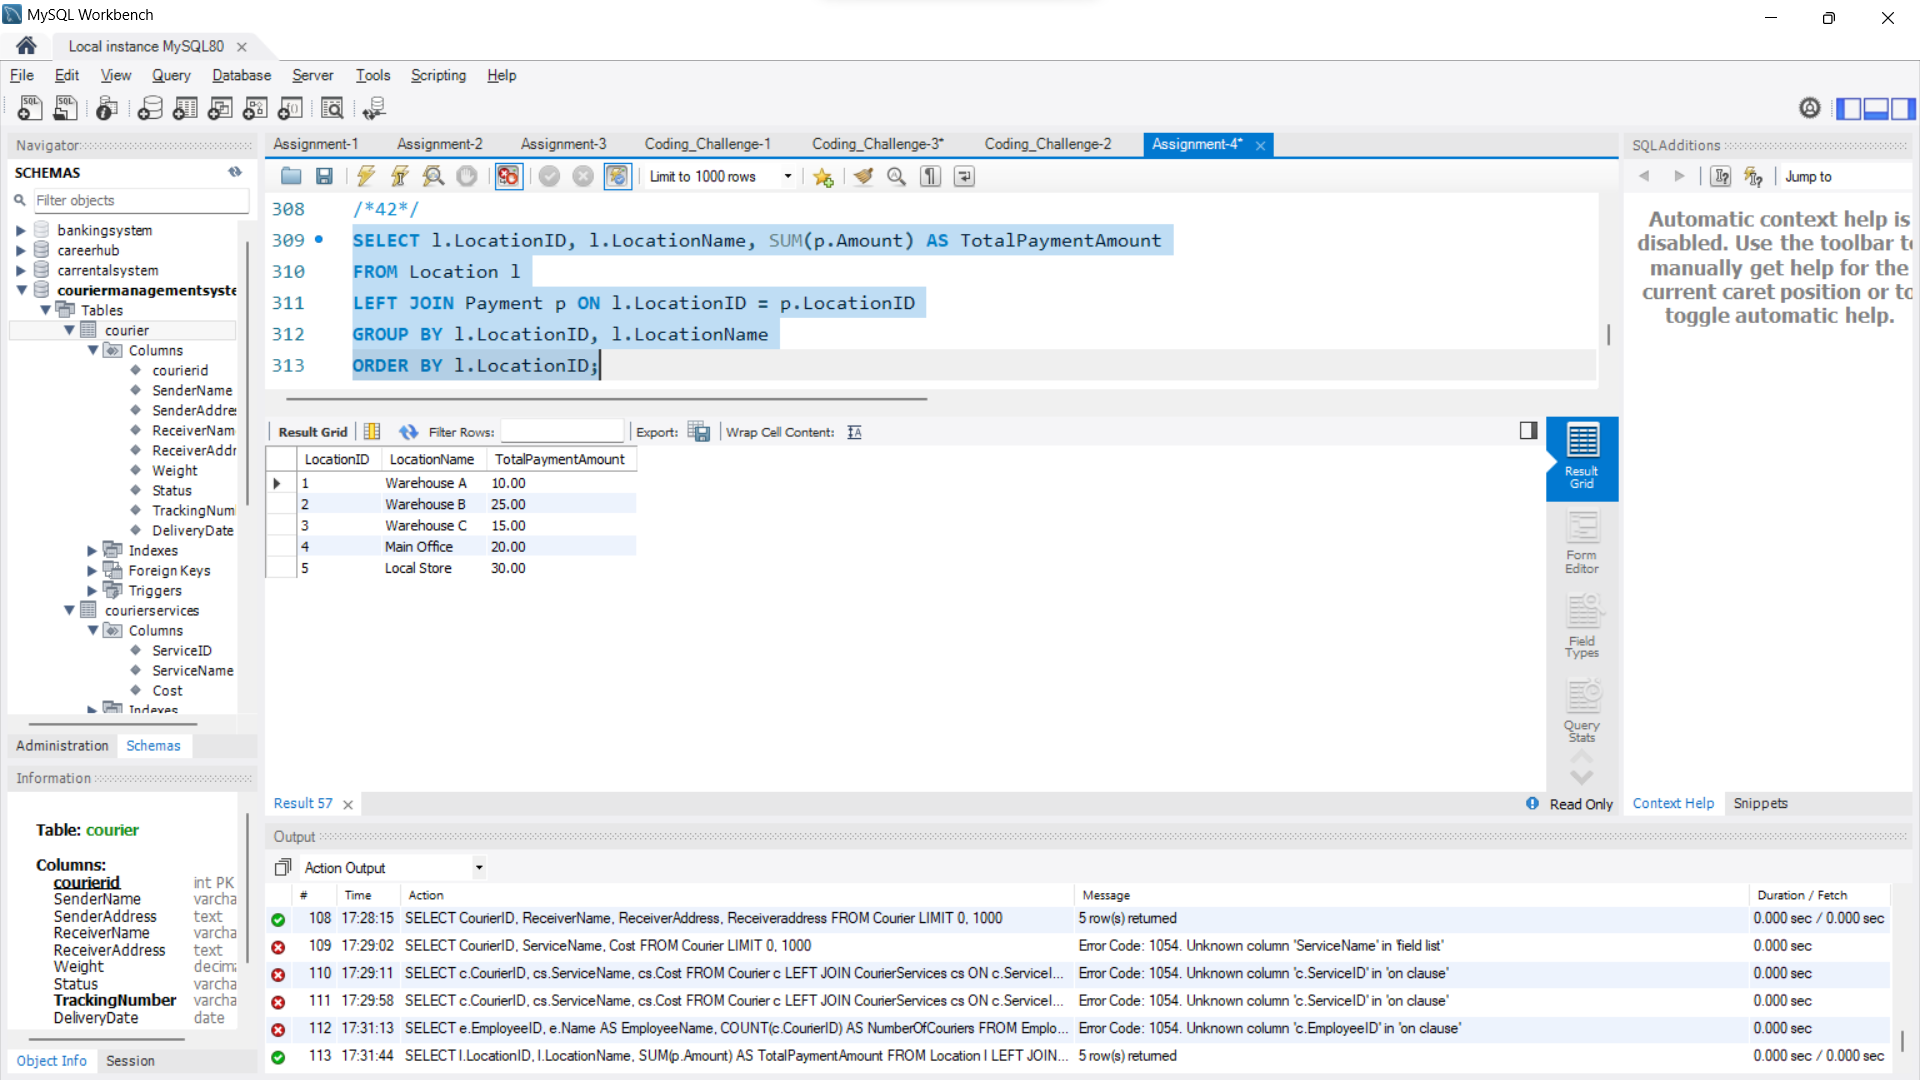 MySQL Workbench
Local instance MySQL80
File Edit View Query Database Server Tools Scripting Help
Navigator
SCHEMAS
Filter objects
bankingsystem
careerhub
carrentalsystem
couriermanagementsyste
Tables
courier
Columns
courierid
SenderName
SenderAddre
ReceiverNam
ReceiverAddr
Weight
Status
TrackingNum
DeliveryDate
Indexes
Foreign Keys
Triggers
courierservices
Columns
ServiceID
ServiceName
Cost
Indexes
Administration Schemas
Information
Table: courier
Columns:
courierid int PK
SenderName varcha
SenderAddress text
ReceiverName varcha
ReceiverAddress text
Weight decima
Status varcha
TrackingNumber varcha
DeliveryDate date
Object Info Session
Assignment-1 Assignment-2 Assignment-3 Coding_Challenge-1 Coding_Challenge-3* Coding_Challenge-2 Assignment-4*
Limit to 1000 rows
308 /*42*/
309 SELECT l.LocationID, l.LocationName, SUM(p.Amount) AS TotalPaymentAmount
310 FROM Location l
311 LEFT JOIN Payment p ON l.LocationID = p.LocationID
312 GROUP BY l.LocationID, l.LocationName
313 ORDER BY l.LocationID;
Result Grid Filter Rows: Export: Wrap Cell Content:
LocationID LocationName TotalPaymentAmount
1 Warehouse A 10.00
2 Warehouse B 25.00
3 Warehouse C 15.00
4 Main Office 20.00
5 Local Store 30.00
Result
Grid
Form
Editor
Field
Types
Query
Stats
Result 57
Read Only
SQLAdditions
Jump to
Automatic context help is
disabled. Use the toolbar t
manually get help for the
current caret position or to
toggle automatic help.
Context Help Snippets
Output
Action Output
# Time Action Message Duration / Fetch
108 17:28:15 SELECT CourierID, ReceiverName, ReceiverAddress, Receiveraddress FROM Courier LIMIT 0, 1000 5 row(s) returned 0.000 sec / 0.000 sec
109 17:29:02 SELECT CourierID, ServiceName, Cost FROM Courier LIMIT 0, 1000 Error Code: 1054. Unknown column 'ServiceName' in 'field list' 0.000 sec
110 17:29:11 SELECT c.CourierID, cs.ServiceName, cs.Cost FROM Courier c LEFT JOIN CourierServices cs ON c.ServiceI... Error Code: 1054. Unknown column 'c.ServiceID' in 'on clause' 0.000 sec
111 17:29:58 SELECT c.CourierID, cs.ServiceName, cs.Cost FROM Courier c LEFT JOIN CourierServices cs ON c.ServiceI... Error Code: 1054. Unknown column 'c.ServiceID' in 'on clause' 0.000 sec
112 17:31:13 SELECT e.EmployeeID, e.Name AS EmployeeName, COUNT(c.CourierID) AS NumberOfCouriers FROM Emplo... Error Code: 1054. Unknown column 'c.EmployeeID' in 'on clause' 0.000 sec
113 17:31:44 SELECT l.LocationID, l.LocationName, SUM(p.Amount) AS TotalPaymentAmount FROM Location l LEFT JOIN... 5 row(s) returned 0.000 sec / 0.000 sec